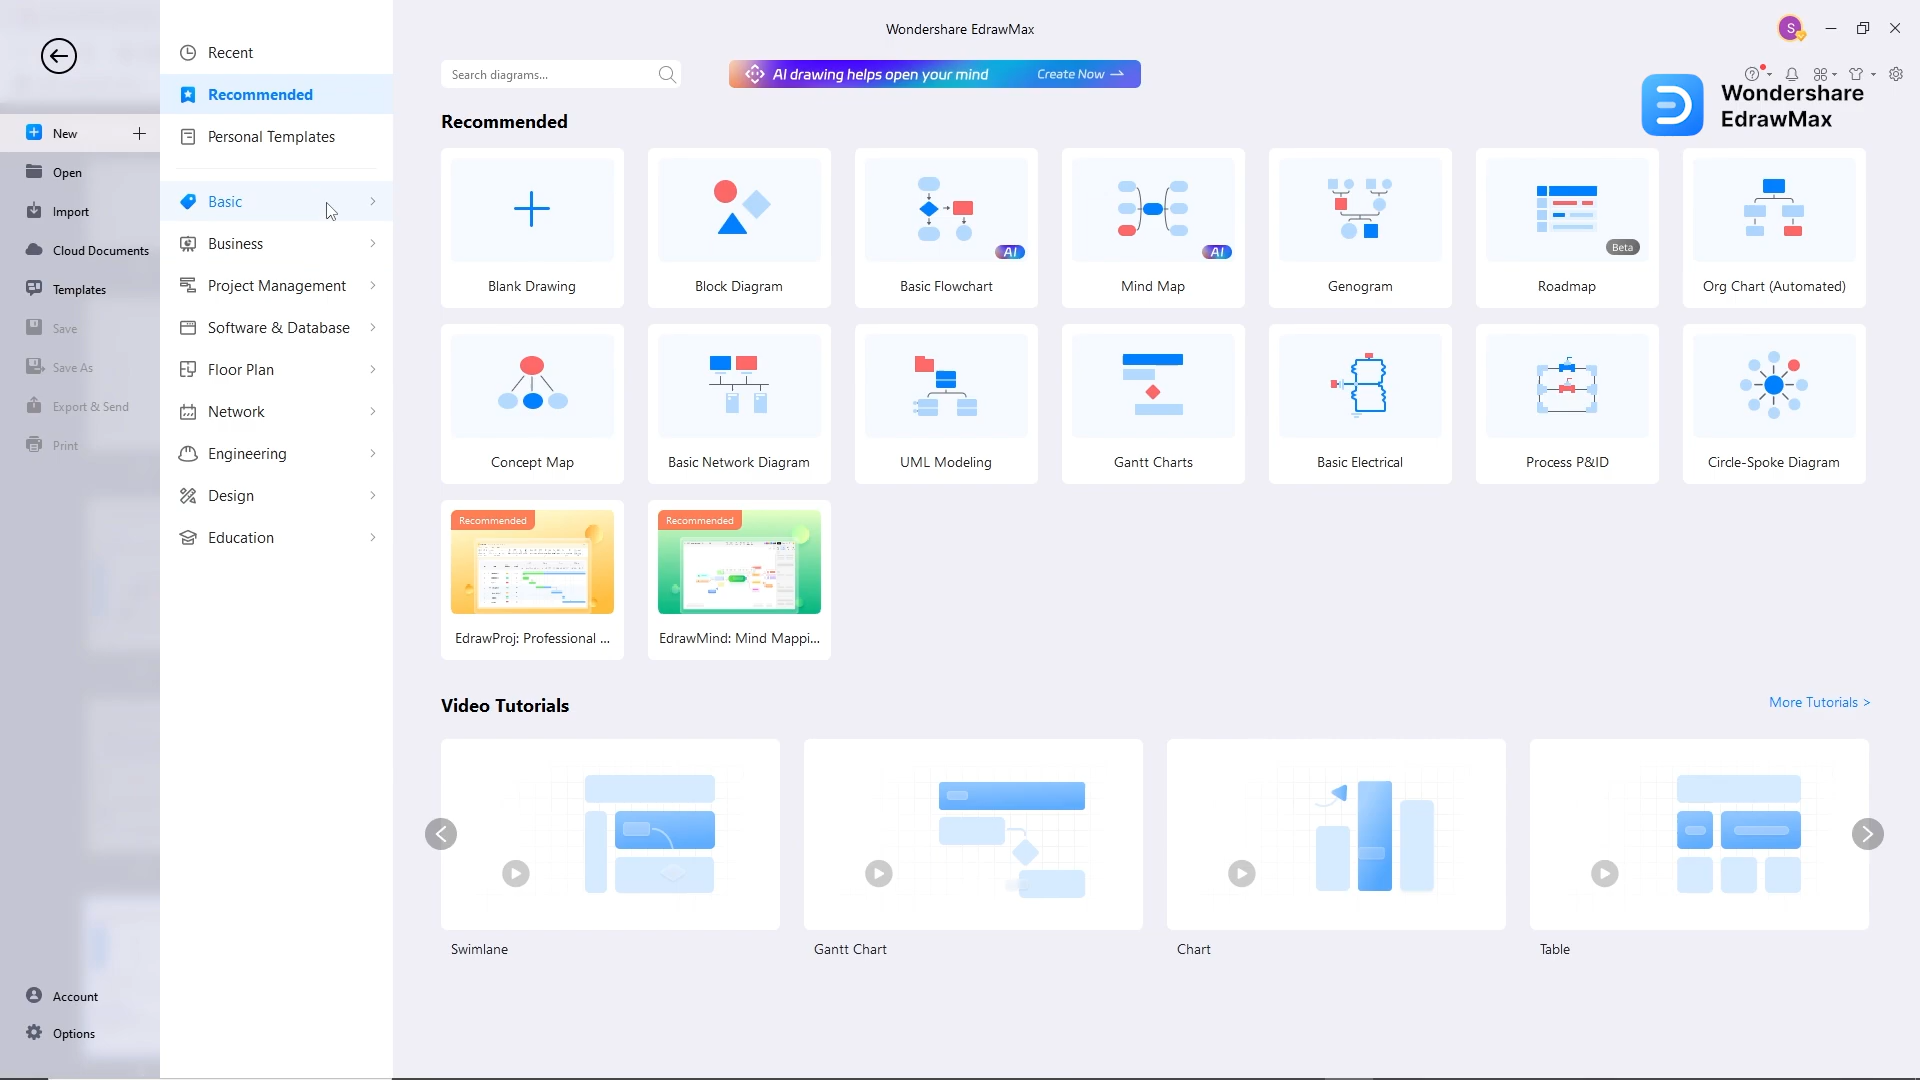 Wondershare EdrawMax
S
Recent
Recommended
Personal Templates
New
Open
Import
Cloud Documents
Templates
Save
Save As
Export & Send
Print
Account
Options
Basic
Business
Project Management
Software & Database
Floor Plan
Network
Engineering
Design
Education
Search diagrams...
AI drawing helps open your mind
Create Now
Wondershare
EdrawMax
Recommended
AI
AI
Beta
Blank Drawing
Block Diagram
Basic Flowchart
Mind Map
Genogram
Roadmap
Org Chart (Automated)
Concept Map
Basic Network Diagram
UML Modeling
Gantt Charts
Basic Electrical
Process P&ID
Circle-Spoke Diagram
Recommended
Recommended
EdrawProj: Professional ...
EdrawMind: Mind Mappi...
Video Tutorials
More Tutorials >
Swimlane
Gantt Chart
Chart
Table